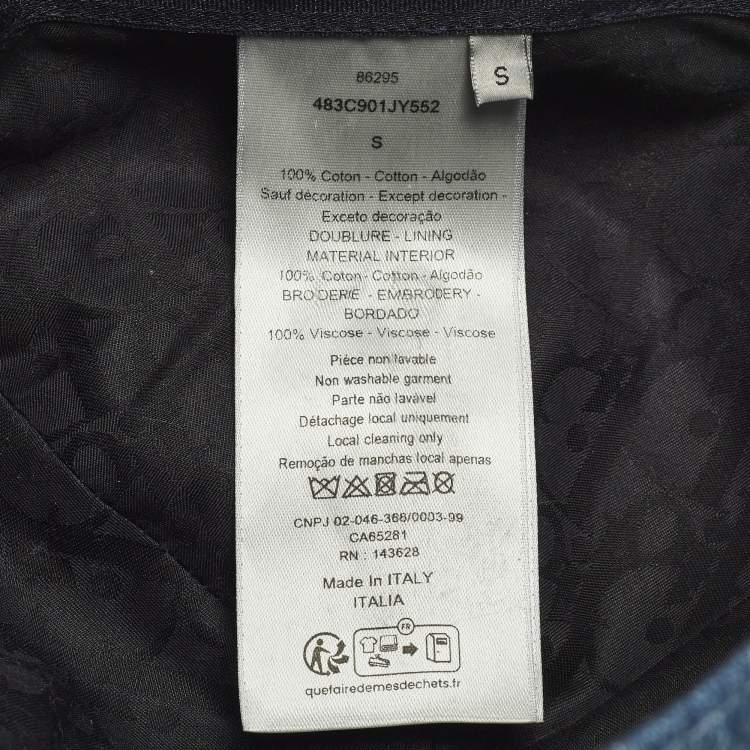 S
86295
483C901JY552
S
100% Coton - Cotton - Algodão
Sauf décoration - Except decoration -
Exceto decoração
DOUBLURE - LINING
MATERIAL INTERIOR
100% Coton - Cotton - Algodão
BRODERIE - EMBRODERY -
BORDADO
100% Viscose - Viscose - Viscose
Pièce non lavable
Non washable garment
Parte não lavável
Détachage local uniquement
Local cleaning only
Remoção de manchas local apenas
CNPJ 02-046-366/0003-99
CA65281
RN : 143628
Made In ITALY
ITALIA
FR
quefairedemesdechets.fr